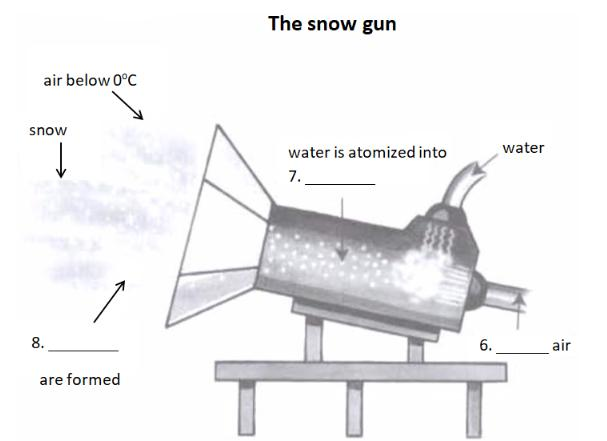 The snow gun
air below 0°C
snow
water is atomized into
7. ________
water
8. ________
are formed
6. ______ air